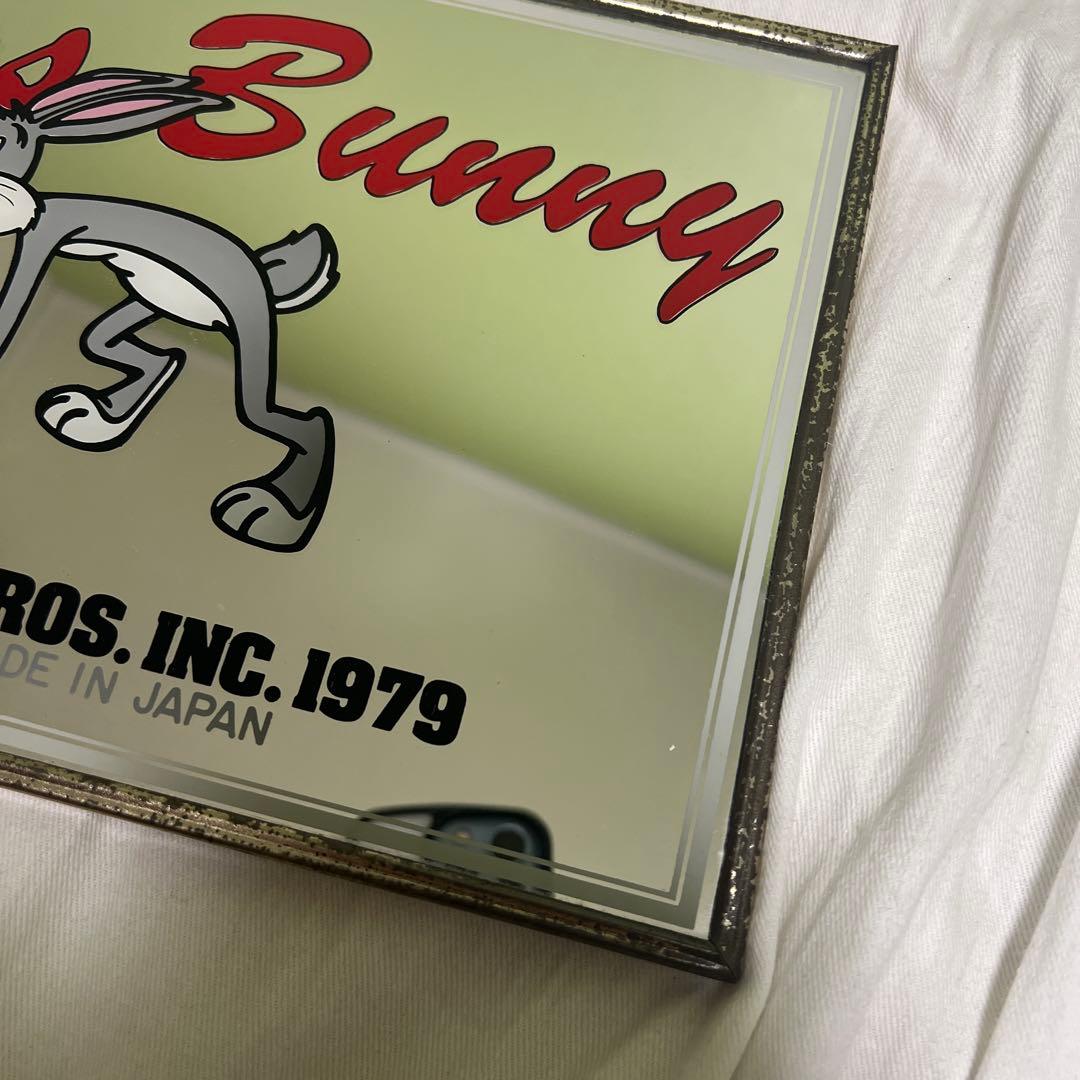 Bunny
ROS. INC. 1979
DE IN JAPAN